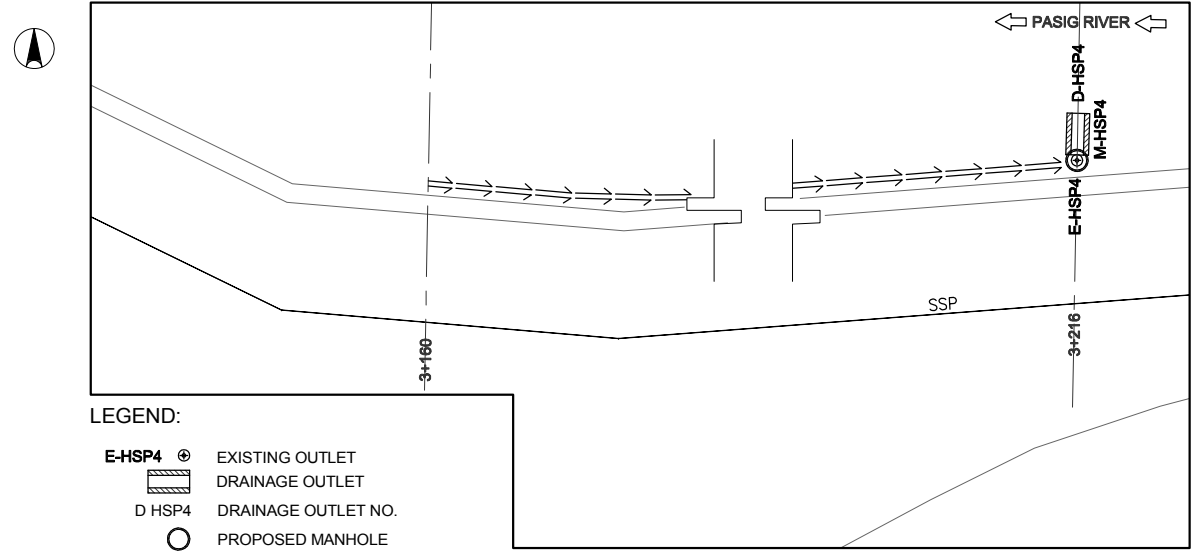 PASIG RIVER
D-HSP4
M-HSP4
E-HSP4
SSP
3+160
3+216
LEGEND:
E-HSP4 EXISTING OUTLET
DRAINAGE OUTLET
D HSP4 DRAINAGE OUTLET NO.
PROPOSED MANHOLE